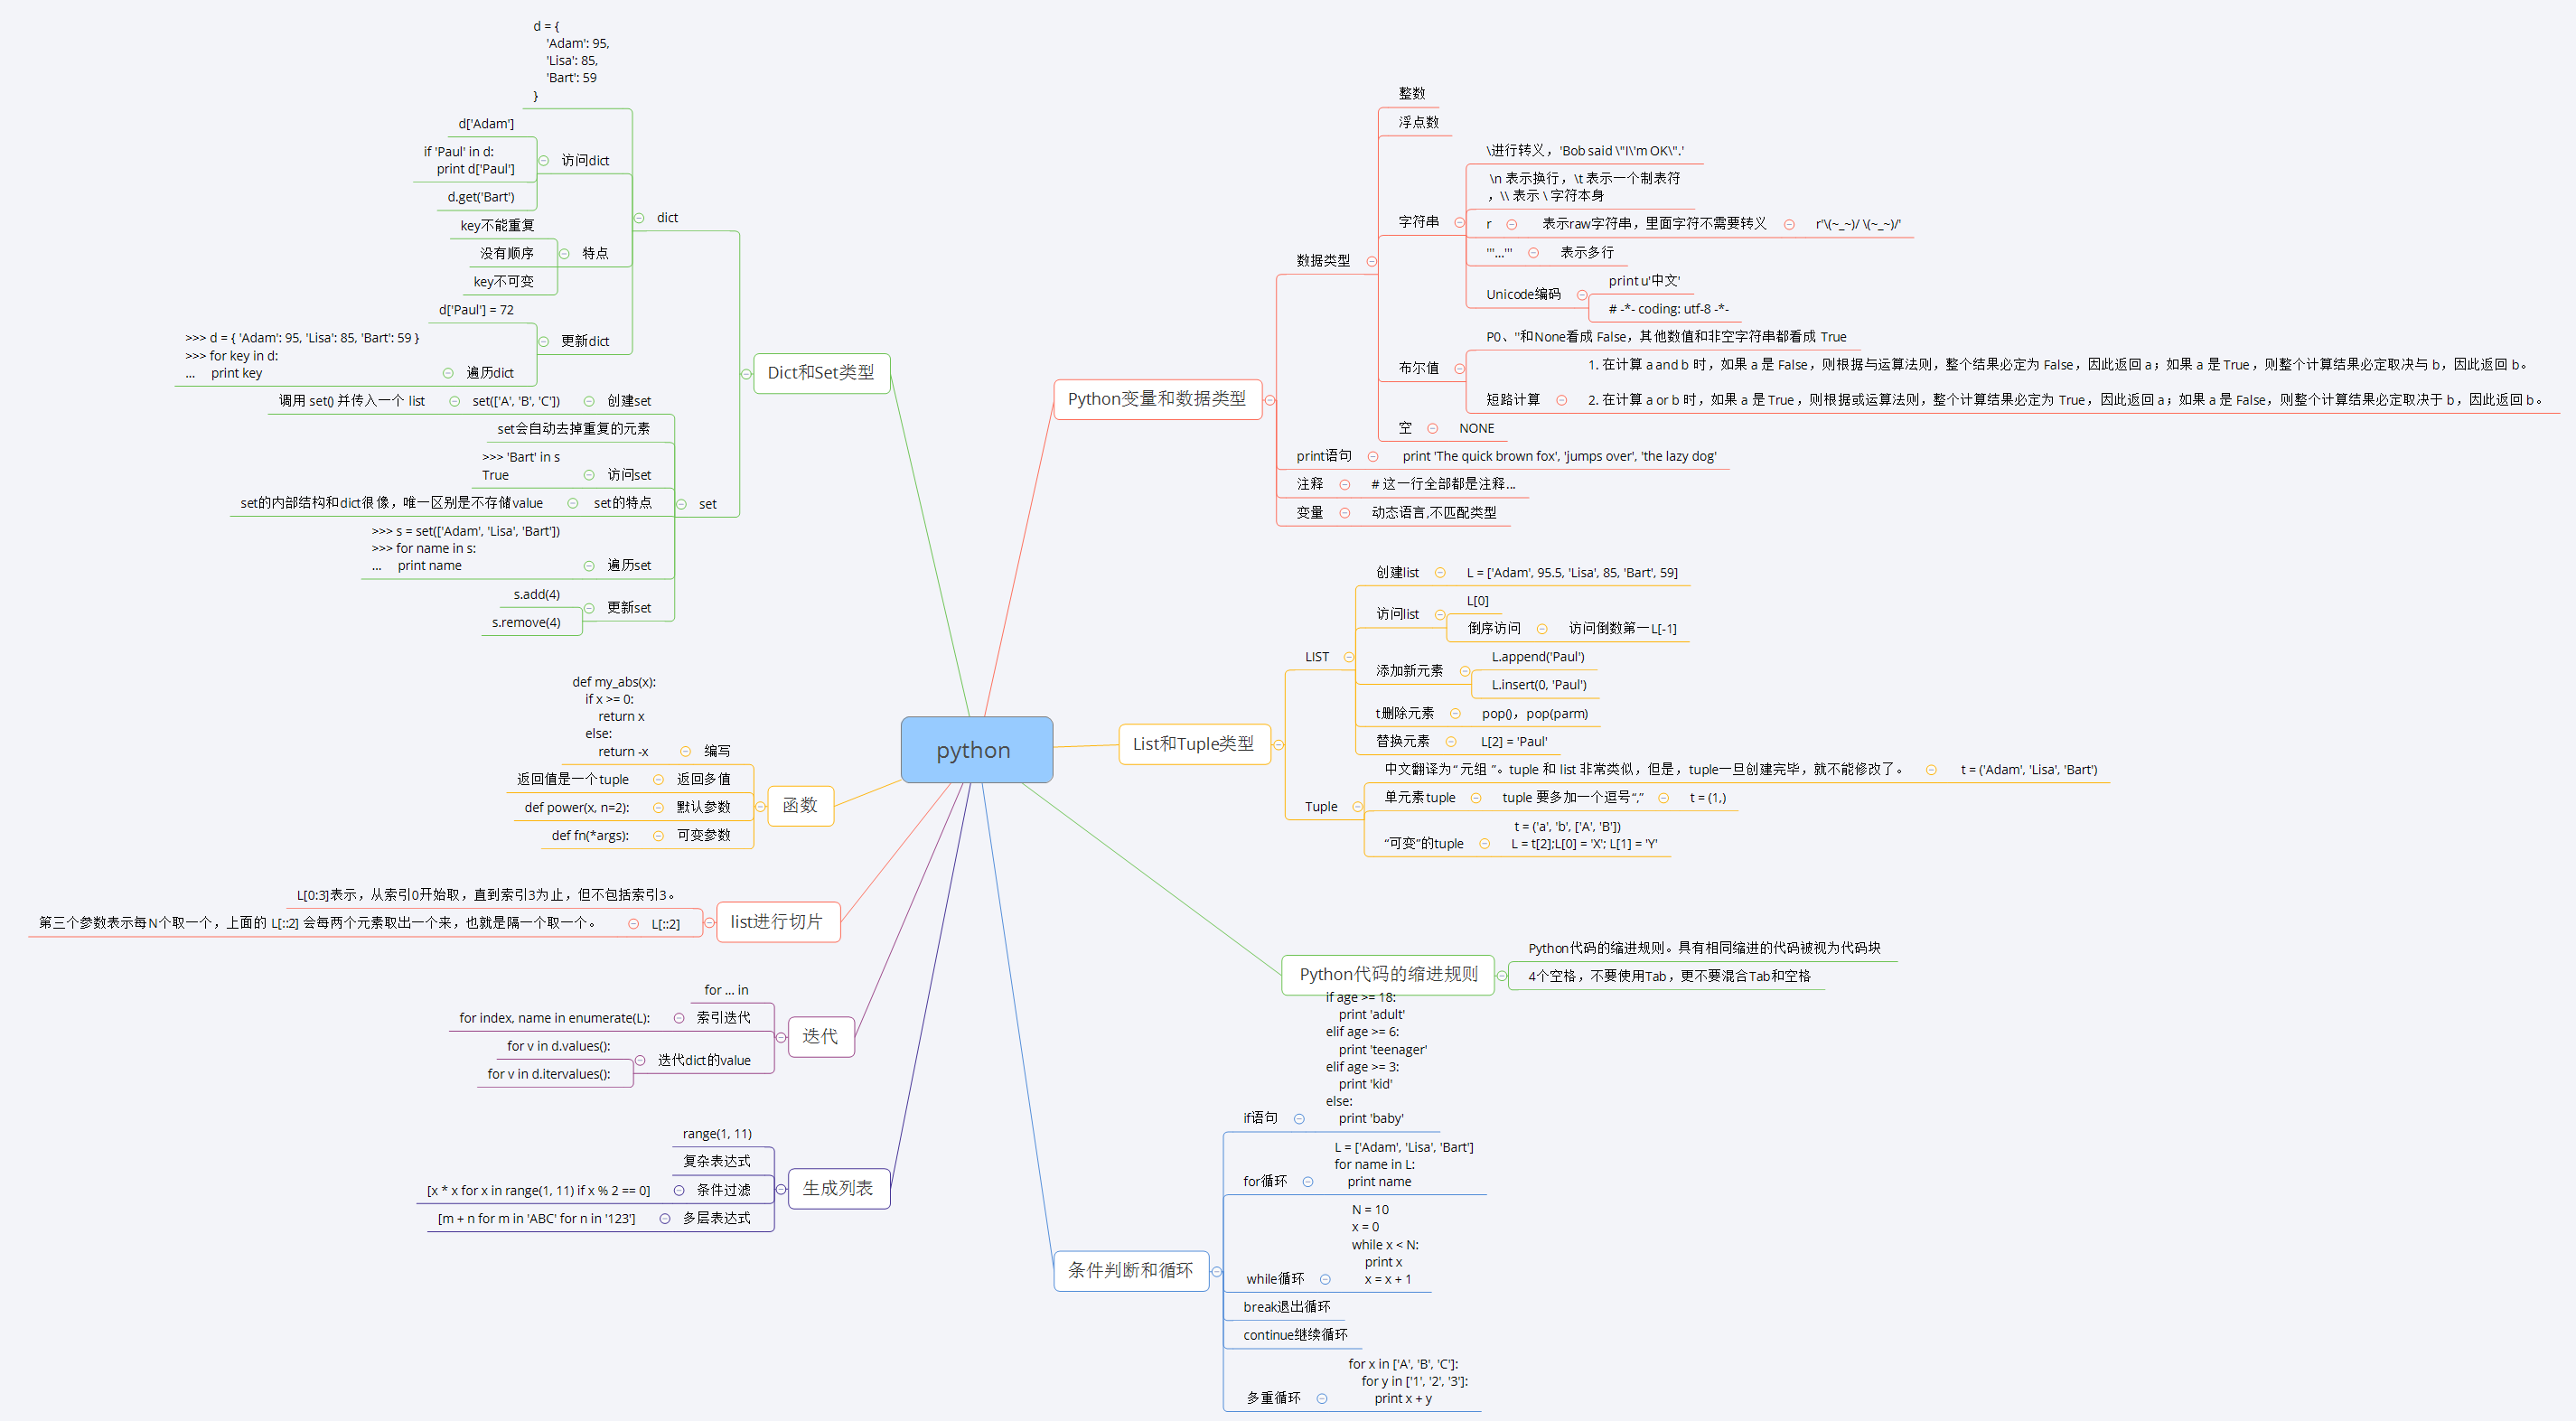 python
Python变量和数据类型
数据类型
整数
浮点数
字符串
\进行转义，'Bob said \"I\'m OK\".'
\n 表示换行，\t 表示一个制表符
，\\ 表示 \ 字符本身
r
表示raw字符串，里面字符不需要转义
r'\(~_~)/ \(~_~)/'
'''...'''
表示多行
Unicode编码
print u'中文'
# -*- coding: utf-8 -*-
布尔值
P0、''和None看成 False，其他数值和非空字符串都看成 True
短路计算
1. 在计算 a and b 时，如果 a 是 False，则根据与运算法则，整个结果必定为 False，因此返回 a；如果 a 是 True，则整个计算结果必定取决与 b，因此返回 b。
2. 在计算 a or b 时，如果 a 是 True，则根据或运算法则，整个计算结果必定为 True，因此返回 a；如果 a 是 False，则整个计算结果必定取决于 b，因此返回 b。
空
NONE
print语句
print 'The quick brown fox', 'jumps over', 'the lazy dog'
注释
# 这一行全部都是注释...
变量
动态语言,不匹配类型
List和Tuple类型
LIST
创建list
L = ['Adam', 95.5, 'Lisa', 85, 'Bart', 59]
访问list
L[0]
倒序访问
访问倒数第一L[-1]
添加新元素
L.append('Paul')
L.insert(0, 'Paul')
t删除元素
pop()，pop(parm)
替换元素
L[2] = 'Paul'
Tuple
中文翻译为“ 元组 ”。tuple 和 list 非常类似，但是，tuple一旦创建完毕，就不能修改了。
t = ('Adam', 'Lisa', 'Bart')
单元素tuple
tuple 要多加一个逗号“,”
t = (1,)
“可变”的tuple
t = ('a', 'b', ['A', 'B'])
L = t[2];L[0] = 'X'; L[1] = 'Y'
Python代码的缩进规则
Python代码的缩进规则。具有相同缩进的代码被视为代码块
4个空格，不要使用Tab，更不要混合Tab和空格
条件判断和循环
if语句
if age >= 18:
    print 'adult'
elif age >= 6:
    print 'teenager'
elif age >= 3:
    print 'kid'
else:
    print 'baby'
for循环
L = ['Adam', 'Lisa', 'Bart']
for name in L:
    print name
while循环
N = 10
x = 0
while x < N:
    print x
    x = x + 1
break退出循环
continue继续循环
多重循环
for x in ['A', 'B', 'C']:
    for y in ['1', '2', '3']:
        print x + y
Dict和Set类型
dict
d = {
    'Adam': 95,
    'Lisa': 85,
    'Bart': 59
}
访问dict
d['Adam']
if 'Paul' in d:
    print d['Paul']
d.get('Bart')
特点
key不能重复
没有顺序
key不可变
更新dict
d['Paul'] = 72
遍历dict
>>> d = { 'Adam': 95, 'Lisa': 85, 'Bart': 59 }
>>> for key in d:
...     print key
set
创建set
set(['A', 'B', 'C'])
调用 set() 并传入一个 list
set会自动去掉重复的元素
访问set
>>> 'Bart' in s
True
set的特点
set的内部结构和dict很像，唯一区别是不存储value
遍历set
>>> s = set(['Adam', 'Lisa', 'Bart'])
>>> for name in s:
...     print name
更新set
s.add(4)
s.remove(4)
函数
编写
def my_abs(x):
    if x >= 0:
        return x
    else:
        return -x
返回多值
返回值是一个tuple
默认参数
def power(x, n=2):
可变参数
def fn(*args):
list进行切片
L[0:3]表示，从索引0开始取，直到索引3为止，但不包括索引3。
L[::2]
第三个参数表示每N个取一个，上面的 L[::2] 会每两个元素取出一个来，也就是隔一个取一个。
迭代
for ... in
索引迭代
for index, name in enumerate(L):
迭代dict的value
for v in d.values():
for v in d.itervalues():
生成列表
range(1, 11)
复杂表达式
条件过滤
[x * x for x in range(1, 11) if x % 2 == 0]
多层表达式
[m + n for m in 'ABC' for n in '123']